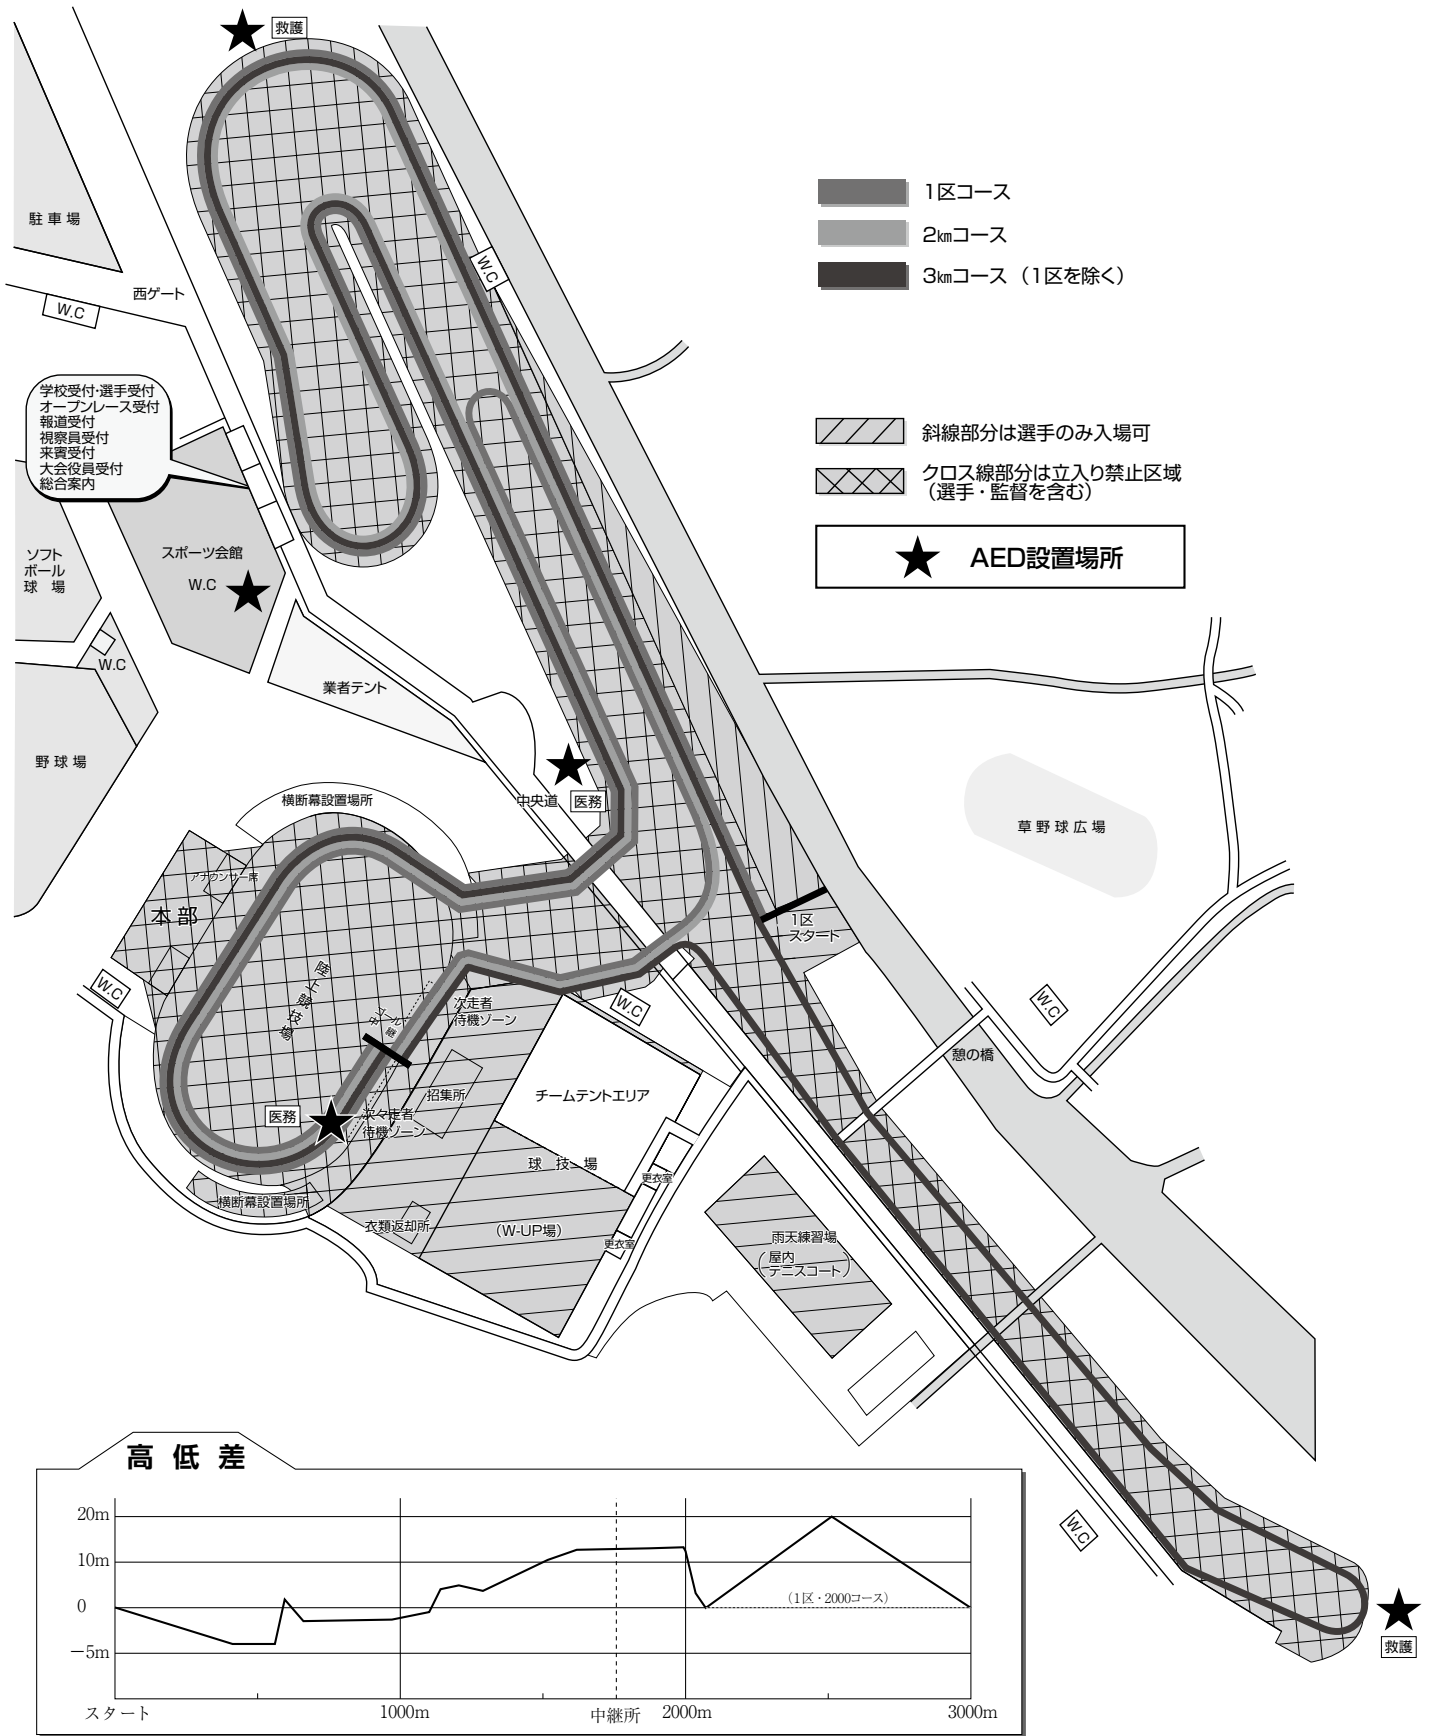 救護
駐車場
西ゲート
W.C
W.C
1区コース
2㎞コース
3㎞コース（1区を除く）
学校受付・選手受付
オープンレース受付
報道受付
視察員受付
来賓受付
大会役員受付
総合案内
斜線部分は選手のみ入場可
クロス線部分は立入り禁止区域
（選手・監督を含む）
AED設置場所
ソフト
ボール
球場
スポーツ会館
W.C
W.C
業者テント
野球場
横断幕設置場所
中央道
医務
草野球広場
アナウンサー席
本部
1区
スタート
陸上競技場
W.C
ゴール
中継
次走者
待機ゾーン
W.C
W.C
憩の橋
招集所
チームテントエリア
医務
次々走者
待機ゾーン
球技場
更衣室
横断幕設置場所
衣類返却所
（W-UP場）
更衣室
雨天練習場
（屋内
テニスコート）
W.C
救護
高低差
20m
10m
0
−5m
（1区・2000コース）
スタート
1000m
中継所
2000m
3000m